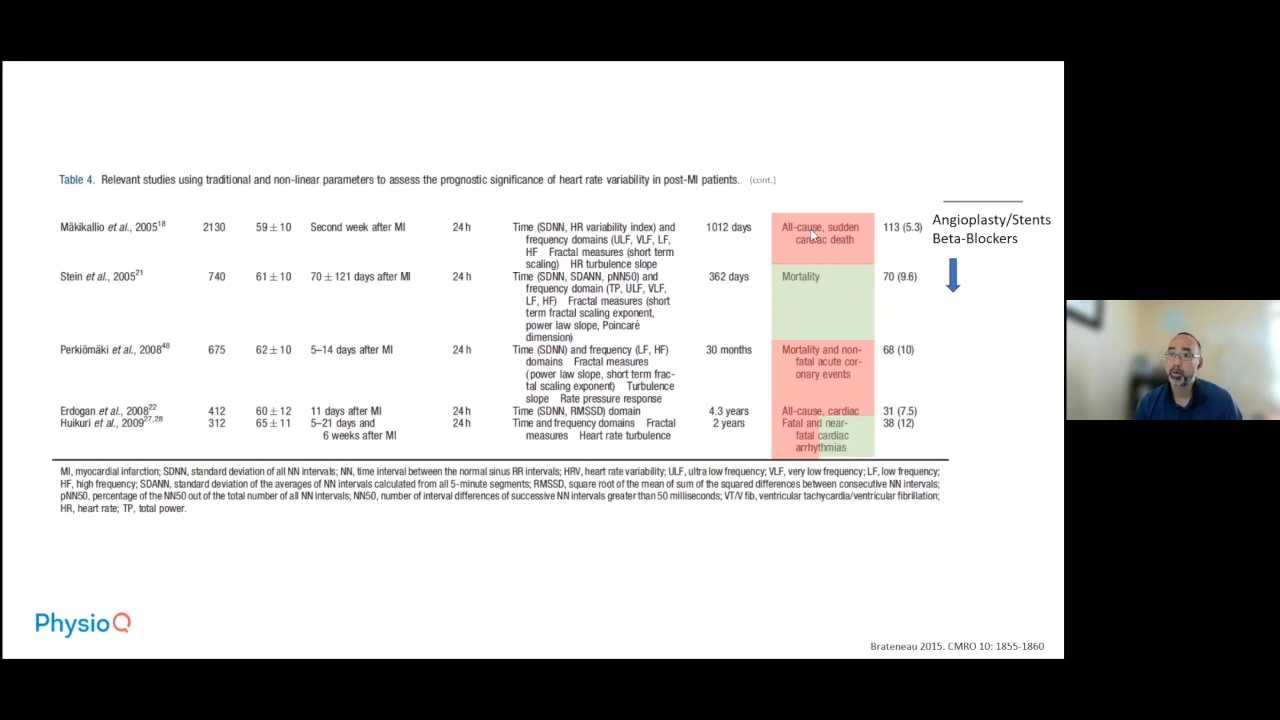 Table 4. Relevant studies using traditional and non-linear parameters to assess the prognostic significance of heart rate variability in post-MI patients. (cont.)
Mäkikallio et al., 2005¹⁸ 2130 59 ± 10 Second week after MI 24 h Time (SDNN, HR variability index) and 1012 days All-cause, sudden 113 (5.3)
frequency domains (ULF, VLF, LF, cardiac death
HF Fractal measures (short term
scaling) HR turbulence slope
Stein et al., 2005²¹ 740 61 ± 10 70 ± 121 days after MI 24 h Time (SDNN, SDANN, pNN50) and 362 days Mortality 70 (9.6)
frequency domain (TP, ULF, VLF,
LF, HF) Fractal measures (short
term fractal scaling exponent,
power law slope, Poincaré
dimension)
Perkiömäki et al., 2008⁴⁸ 675 62 ± 10 5–14 days after MI 24 h Time (SDNN) and frequency (LF, HF) 30 months Mortality and non- 68 (10)
domains Fractal measures fatal acute cor-
(power law slope, short term frac- onary events
tal scaling exponent) Turbulence
slope Rate pressure response
Erdogan et al., 2008²² 412 60 ± 12 11 days after MI 24 h Time (SDNN, RMSSD) domain 4.3 years All-cause, cardiac 31 (7.5)
Huikuri et al., 2009²⁷,²⁸ 312 65 ± 11 5–21 days and 24 h Time and frequency domains Fractal 2 years Fatal and near- 38 (12)
6 weeks after MI measures Heart rate turbulence fatal cardiac
arrhythmias
Angioplasty/Stents
Beta-Blockers
MI, myocardial infarction; SDNN, standard deviation of all NN intervals; NN, time interval between the normal sinus RR intervals; HRV, heart rate variability; ULF, ultra low frequency; VLF, very low frequency; LF, low frequency;
HF, high frequency; SDANN, standard deviation of the averages of NN intervals calculated from all 5-minute segments; RMSSD, square root of the mean of sum of the squared differences between consecutive NN intervals;
pNN50, percentage of the NN50 out of the total number of all NN intervals; NN50, number of interval differences of successive NN intervals greater than 50 milliseconds; VT/V fib, ventricular tachycardia/ventricular fibrillation;
HR, heart rate; TP, total power.
PhysioQ
Brateneau 2015. CMRO 10: 1855-1860